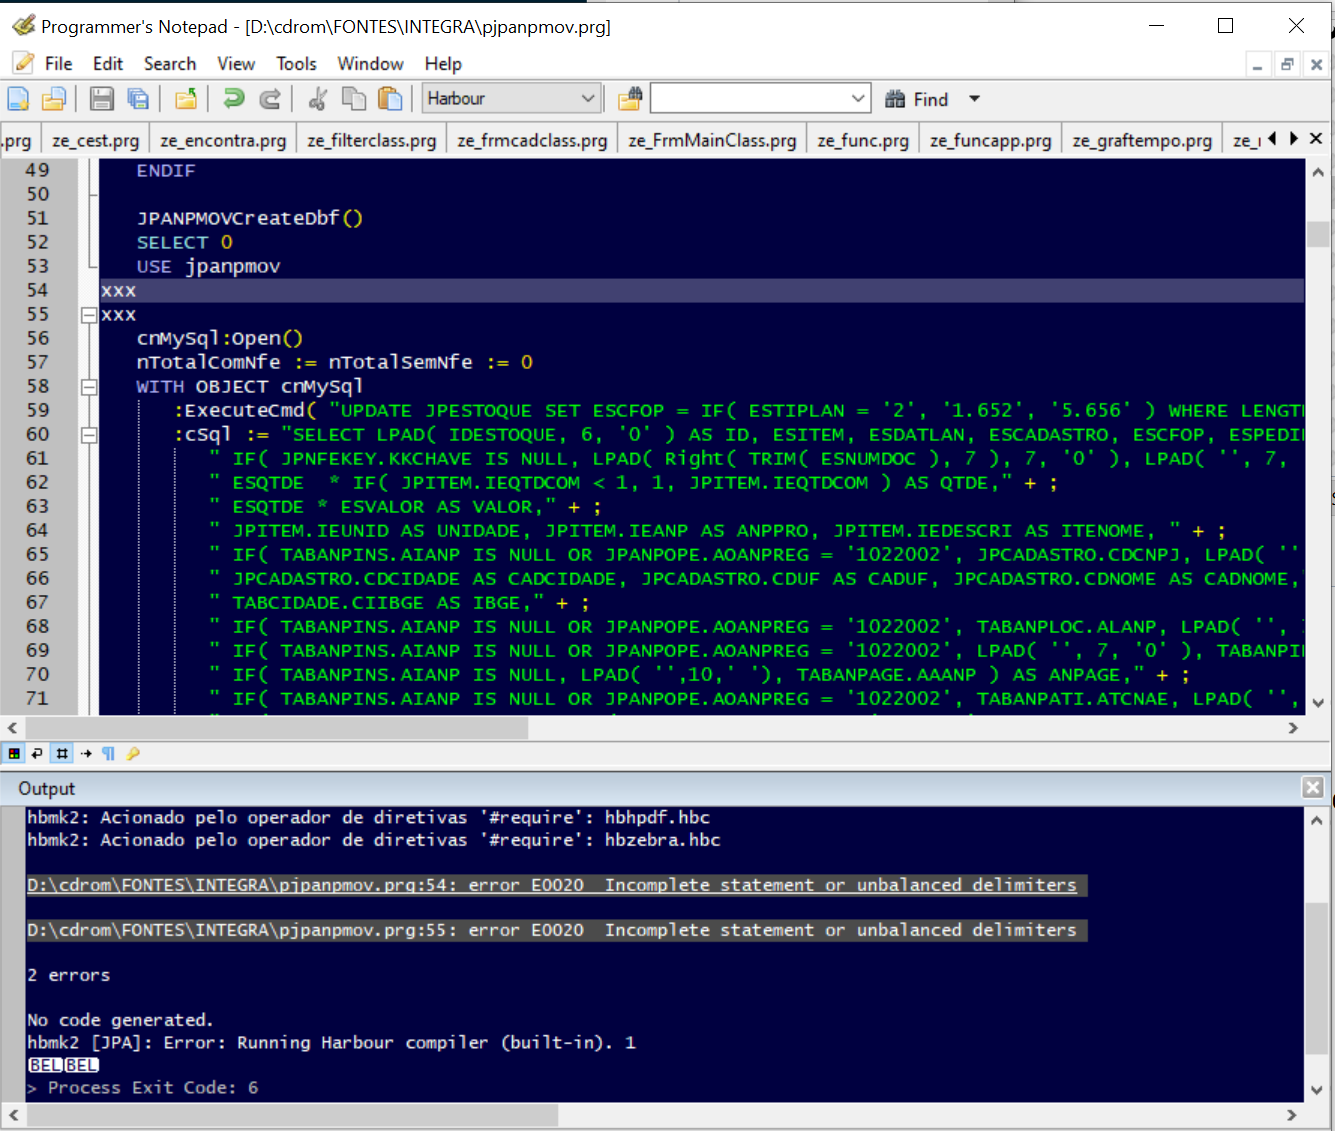 Programmer's Notepad - [D:\cdrom\FONTES\INTEGRA\pjpanpmov.prg]
File Edit Search View Tools Window Help
Harbour Find
.prg ze_cest.prg ze_encontra.prg ze_filterclass.prg ze_frmcadclass.prg ze_FrmMainClass.prg ze_func.prg ze_funcapp.prg ze_graftempo.prg ze_
49 ENDIF
50
51 JPANPMOVCreateDbf()
52 SELECT 0
53 USE jpanpmov
54 xxx
55 xxx
56 cnMySql:Open()
57 nTotalComNfe := nTotalSemNfe := 0
58 WITH OBJECT cnMySql
59 :ExecuteCmd( "UPDATE JPESTOQUE SET ESCFOP = IF( ESTIPLAN = '2', '1.652', '5.656' ) WHERE LENGT
60 :cSql := "SELECT LPAD( IDESTOQUE, 6, '0' ) AS ID, ESITEM, ESDATLAN, ESCADASTRO, ESCFOP, ESPEDI
61 " IF( JPNFEKEY.KKCHAVE IS NULL, LPAD( Right( TRIM( ESNUMDOC ), 7 ), 7, '0' ), LPAD( '', 7,
62 " ESQTDE  * IF( JPITEM.IEQTDCOM < 1, 1, JPITEM.IEQTDCOM ) AS QTDE," + ;
63 " ESQTDE * ESVALOR AS VALOR," + ;
64 " JPITEM.IEUNID AS UNIDADE, JPITEM.IEANP AS ANPPRO, JPITEM.IEDESCRI AS ITENOME, " + ;
65 " IF( TABANPINS.AIANP IS NULL OR JPANPOPE.AOANPREG = '1022002', JPCADASTRO.CDCNPJ, LPAD( ''
66 " JPCADASTRO.CDCIDADE AS CADCIDADE, JPCADASTRO.CDUF AS CADUF, JPCADASTRO.CDNOME AS CADNOME,
67 " TABCIDADE.CIIBGE AS IBGE," + ;
68 " IF( TABANPINS.AIANP IS NULL OR JPANPOPE.AOANPREG = '1022002', TABANPLOC.ALANP, LPAD( '',
69 " IF( TABANPINS.AIANP IS NULL OR JPANPOPE.AOANPREG = '1022002', LPAD( '', 7, '0' ), TABANPI
70 " IF( TABANPINS.AIANP IS NULL, LPAD( '',10,' '), TABANPAGE.AAANP ) AS ANPAGE," + ;
71 " IF( TABANPINS.AIANP IS NULL OR JPANPOPE.AOANPREG = '1022002', TABANPATI.ATCNAE, LPAD( '',
Output
hbmk2: Acionado pelo operador de diretivas '#require': hbhpdf.hbc
hbmk2: Acionado pelo operador de diretivas '#require': hbzebra.hbc
D:\cdrom\FONTES\INTEGRA\pjpanpmov.prg:54: error E0020  Incomplete statement or unbalanced delimiters
D:\cdrom\FONTES\INTEGRA\pjpanpmov.prg:55: error E0020  Incomplete statement or unbalanced delimiters
2 errors
No code generated.
hbmk2 [JPA]: Error: Running Harbour compiler (built-in). 1
BELBEL
> Process Exit Code: 6